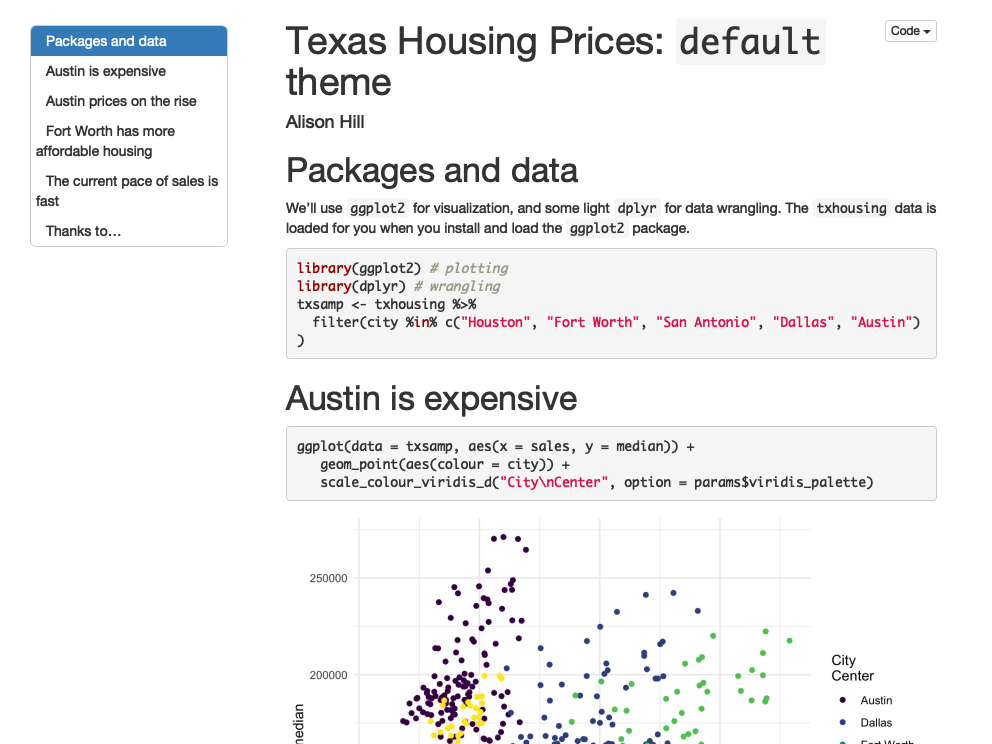 Packages and data
Austin is expensive
Austin prices on the rise
Fort Worth has more
affordable housing
The current pace of sales is
fast
Thanks to…
Code
Texas Housing Prices: default
theme
Alison Hill
Packages and data
We'll use ggplot2 for visualization, and some light dplyr for data wrangling. The txhousing data is
loaded for you when you install and load the ggplot2 package.
library(ggplot2) # plotting
library(dplyr) # wrangling
txsamp <- txhousing %>%
  filter(city %in% c("Houston", "Fort Worth", "San Antonio", "Dallas", "Austin")
)
Austin is expensive
ggplot(data = txsamp, aes(x = sales, y = median)) +
   geom_point(aes(colour = city)) +
   scale_colour_viridis_d("City\nCenter", option = params$viridis_palette)
250000
200000
median
City
Center
Austin
Dallas
Fort Worth